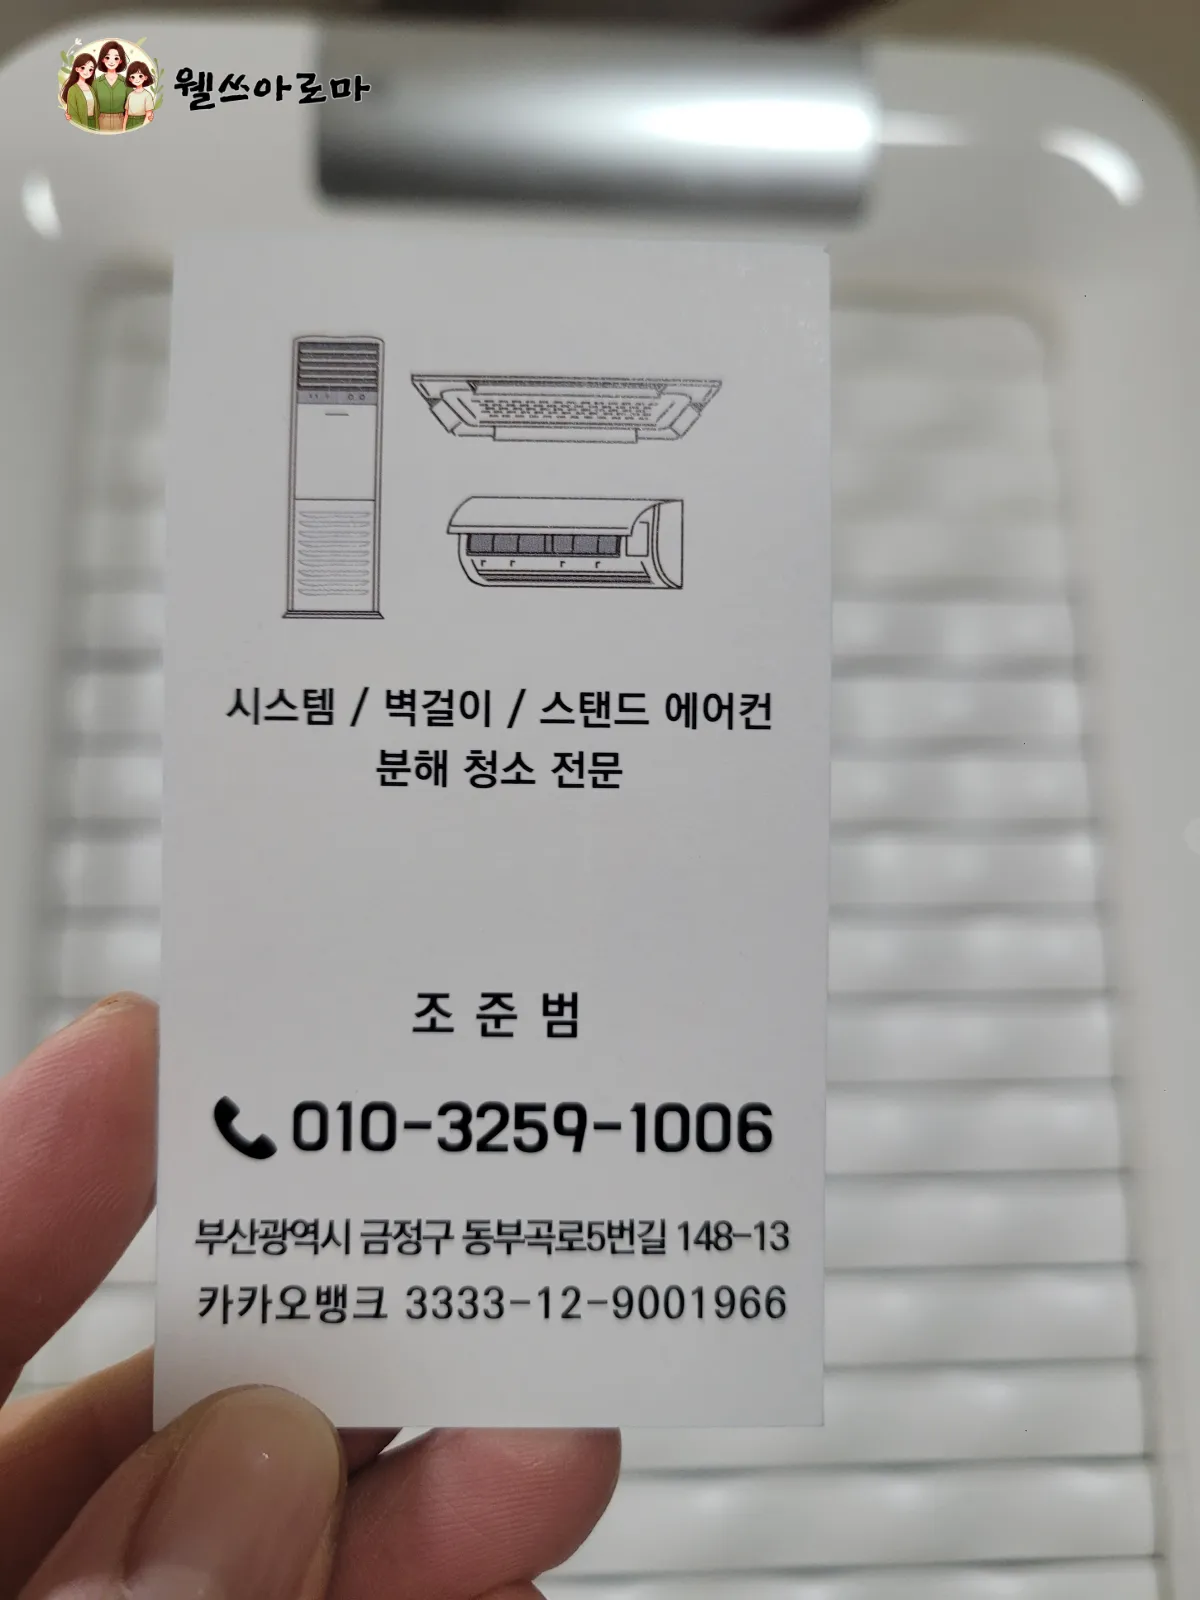 웰쓰아로마
시스템 / 벽걸이 / 스탠드 에어컨
분해 청소 전문
조 준 범
010-3259-1006
부산광역시 금정구 동부곡로5번길 148-13
카카오뱅크 3333-12-9001966